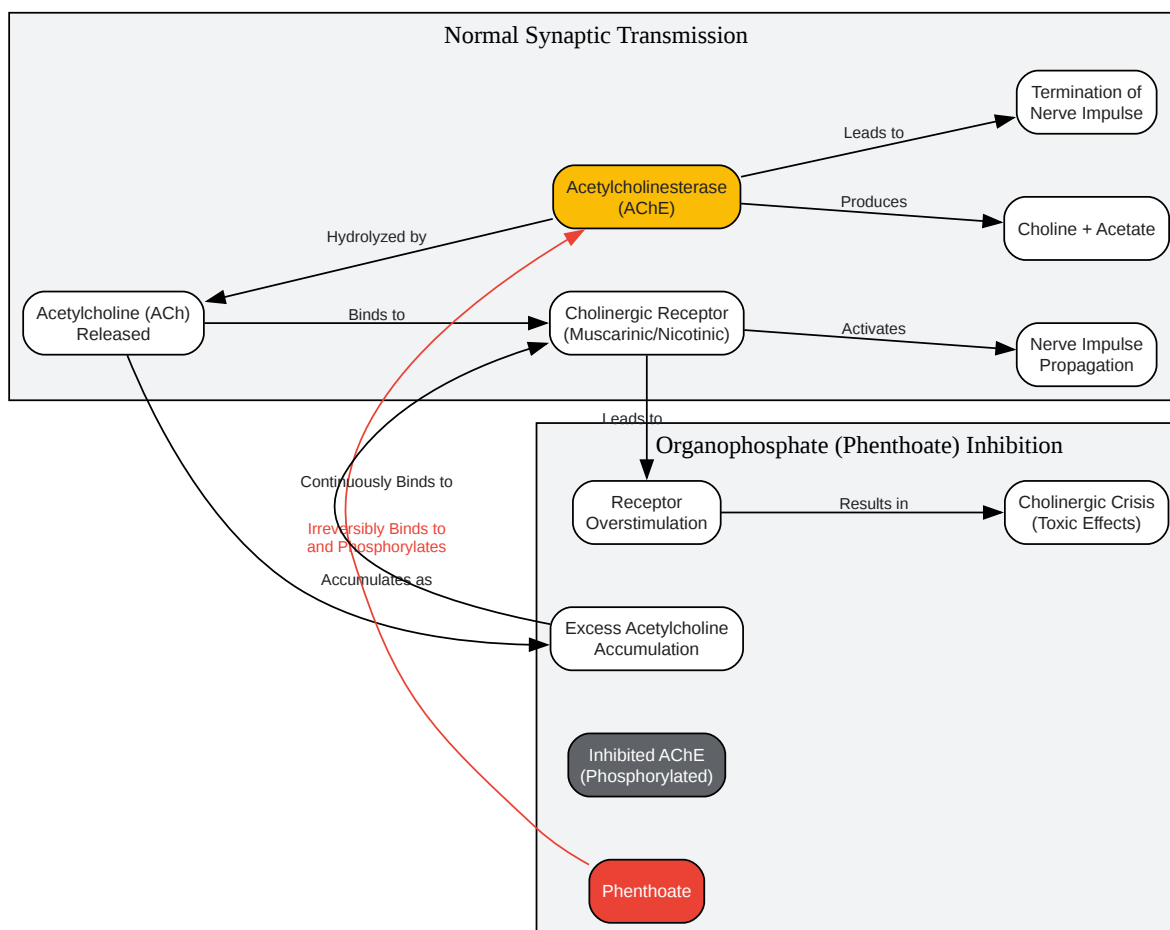 Normal Synaptic Transmission
Termination of
Nerve Impulse
Leads to
Acetylcholinesterase
(AChE)
Produces
Choline + Acetate
Hydrolyzed by
Acetylcholine (ACh)
Released
Binds to
Cholinergic Receptor
(Muscarinic/Nicotinic)
Activates
Nerve Impulse
Propagation
Leads to
Organophosphate (Phenthoate) Inhibition
Continuously Binds to
Receptor
Overstimulation
Results in
Cholinergic Crisis
(Toxic Effects)
Irreversibly Binds to
and Phosphorylates
Accumulates as
Excess Acetylcholine
Accumulation
Inhibited AChE
(Phosphorylated)
Phenthoate